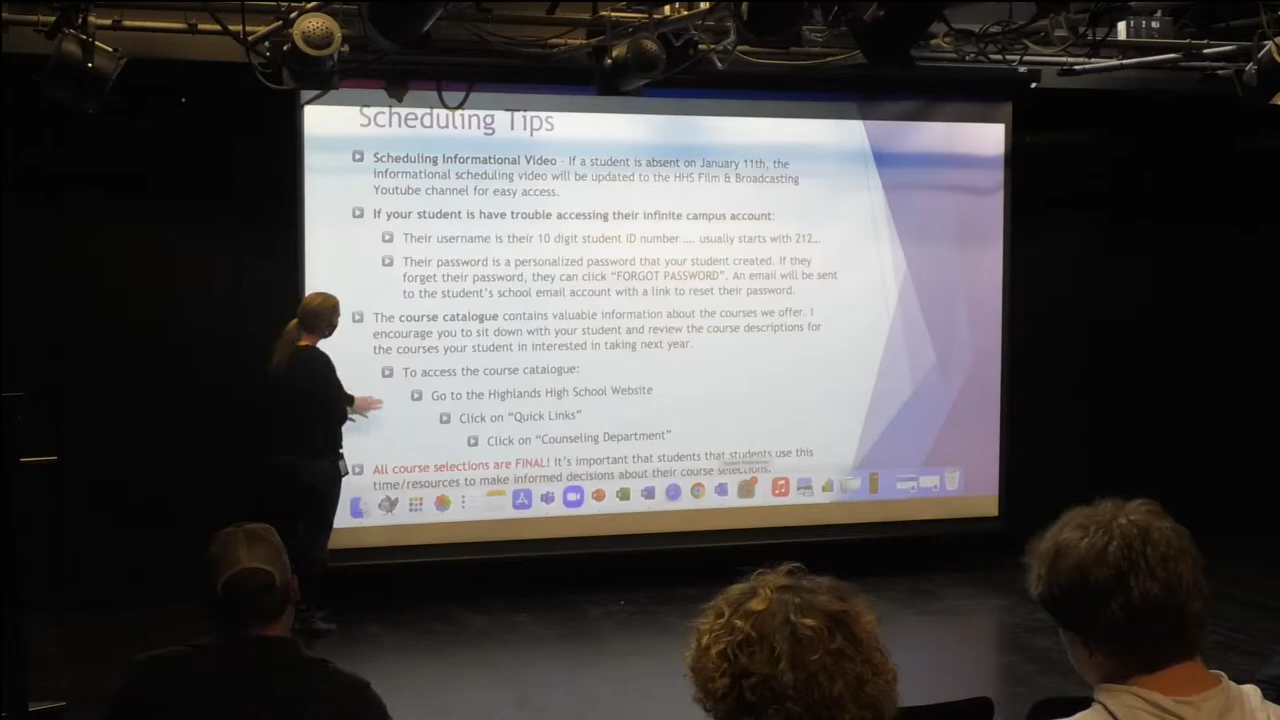 Scheduling Tips
Scheduling Informational Video - If a student is absent on January 11th, the
informational scheduling video will be updated to the HHS Film & Broadcasting
Youtube channel for easy access.
If your student is have trouble accessing their infinite campus account:
Their username is their 10 digit student ID number .... usually starts with 212...
Their password is a personalized password that your student created. If they
forget their password, they can click “FORGOT PASSWORD”. An email will be sent
to the student’s school email account with a link to reset their password.
The course catalogue contains valuable information about the courses we offer. I
encourage you to sit down with your student and review the course descriptions for
the courses your student in interested in taking next year.
To access the course catalogue:
Go to the Highlands High School Website
Click on “Quick Links”
Click on “Counseling Department”
All course selections are FINAL! It’s important that students that students use this
time/resources to make informed decisions about their course selections.